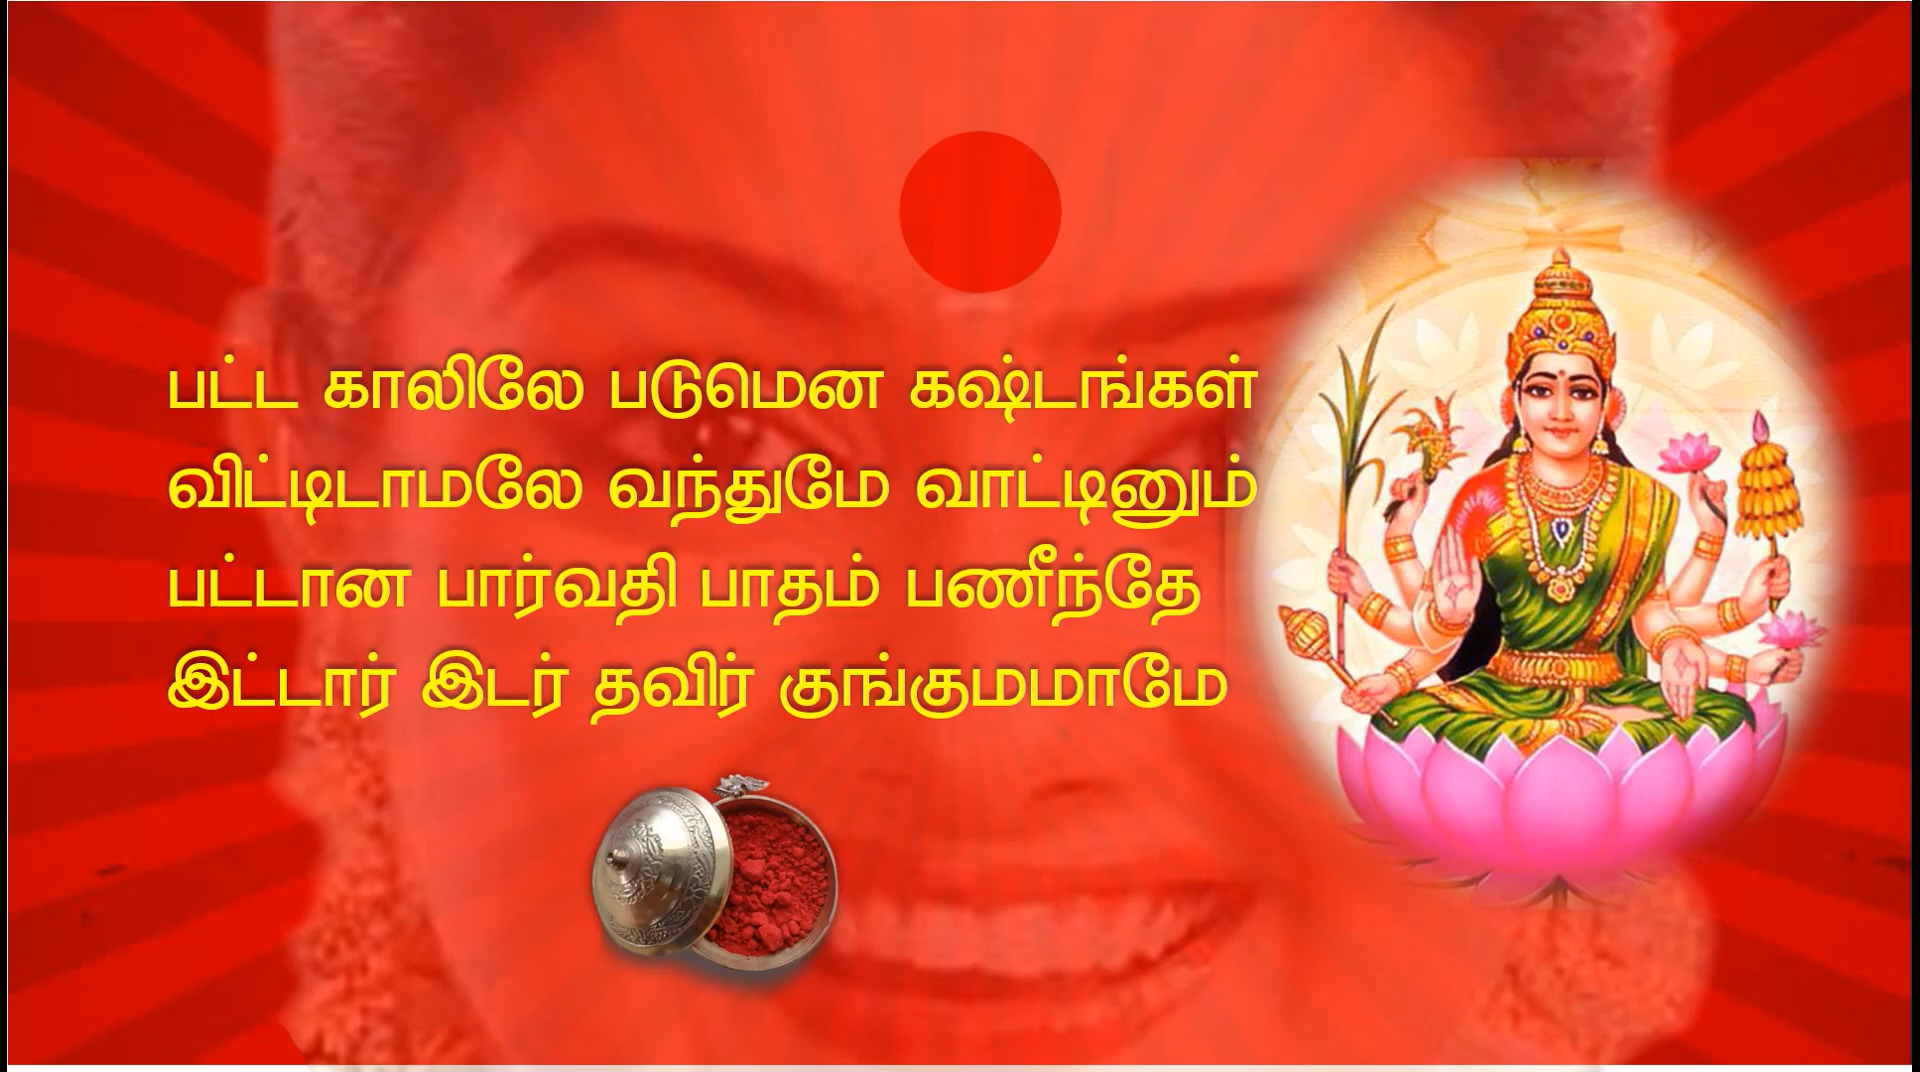 பட்ட காலிலே படுமென கஷ்டங்கள்
விட்டிடாமலே வந்துமே வாட்டினும்
பட்டான பார்வதி பாதம் பணீந்தே
இட்டார் இடர் தவிர் குங்குமமாமே